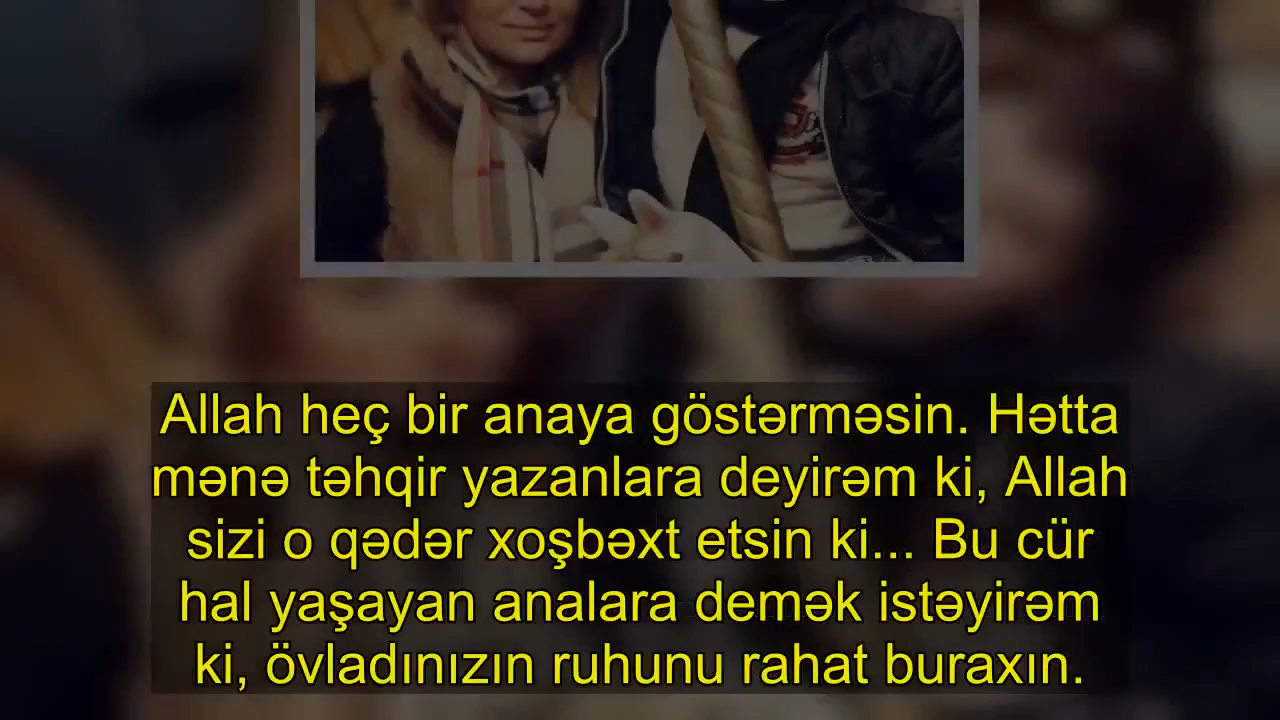 Allah heç bir anaya göstərməsin. Hətta
mənə təhqir yazanlara deyirəm ki, Allah
sizi o qədər xoşbəxt etsin ki... Bu cür
hal yaşayan analara demək istəyirəm
ki, övladınızın ruhunu rahat buraxın.